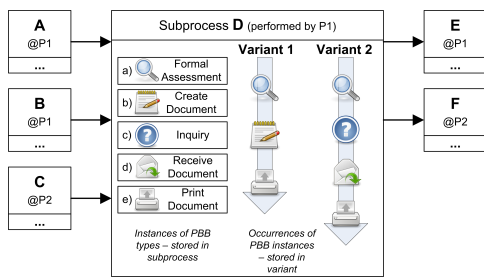 A
@P1
...
B
@P1
...
C
@P2
...
Subprocess D (performed by P1)
Variant 1
Variant 2
a) Formal
Assessment
b) Create
Document
c) Inquiry
?
d) Receive
Document
e) Print
Document
?
Instances of PBB
types – stored in
subprocess
Occurrences of
PBB instances
– stored in
variant
E
@P1
...
F
@P2
...